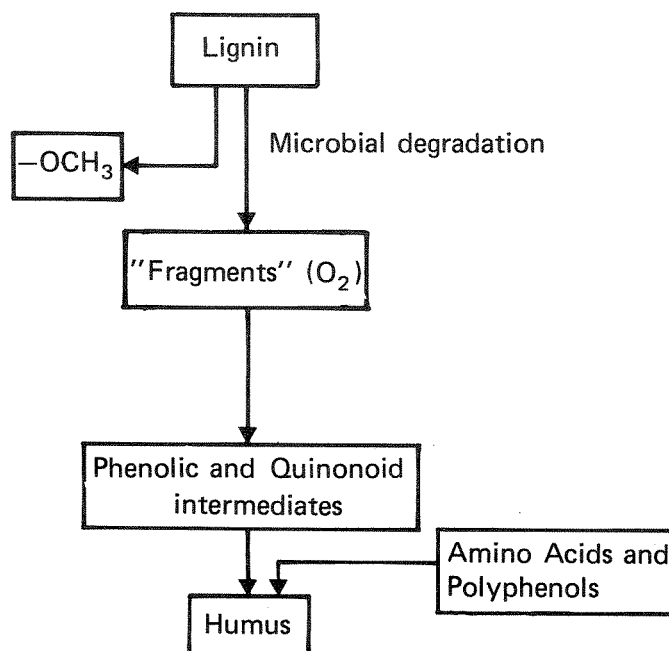 Lignin
Microbial degradation
–OCH₃
"Fragments" (O₂)
Phenolic and Quinonoid
intermediates
Amino Acids and
Polyphenols
Humus